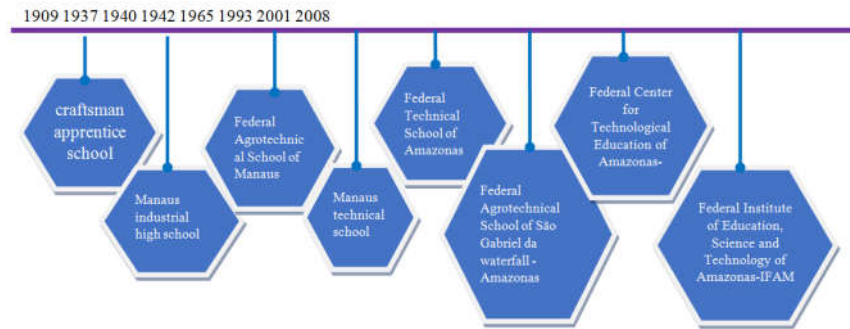 1909 1937 1940 1942 1965 1993 2001 2008
craftsman
apprentice
school
Manaus
industrial
high school
Federal
Agrotechnic
al School of
Manaus
Manaus
technical
school
Federal
Technical
School of
Amazonas
Federal
Agrotechnical
School of São
Gabriel da
waterfall -
Amazonas
Federal Center
for
Technological
Education of
Amazonas-
Federal Institute
of Education,
Science and
Technology of
Amazonas-IFAM